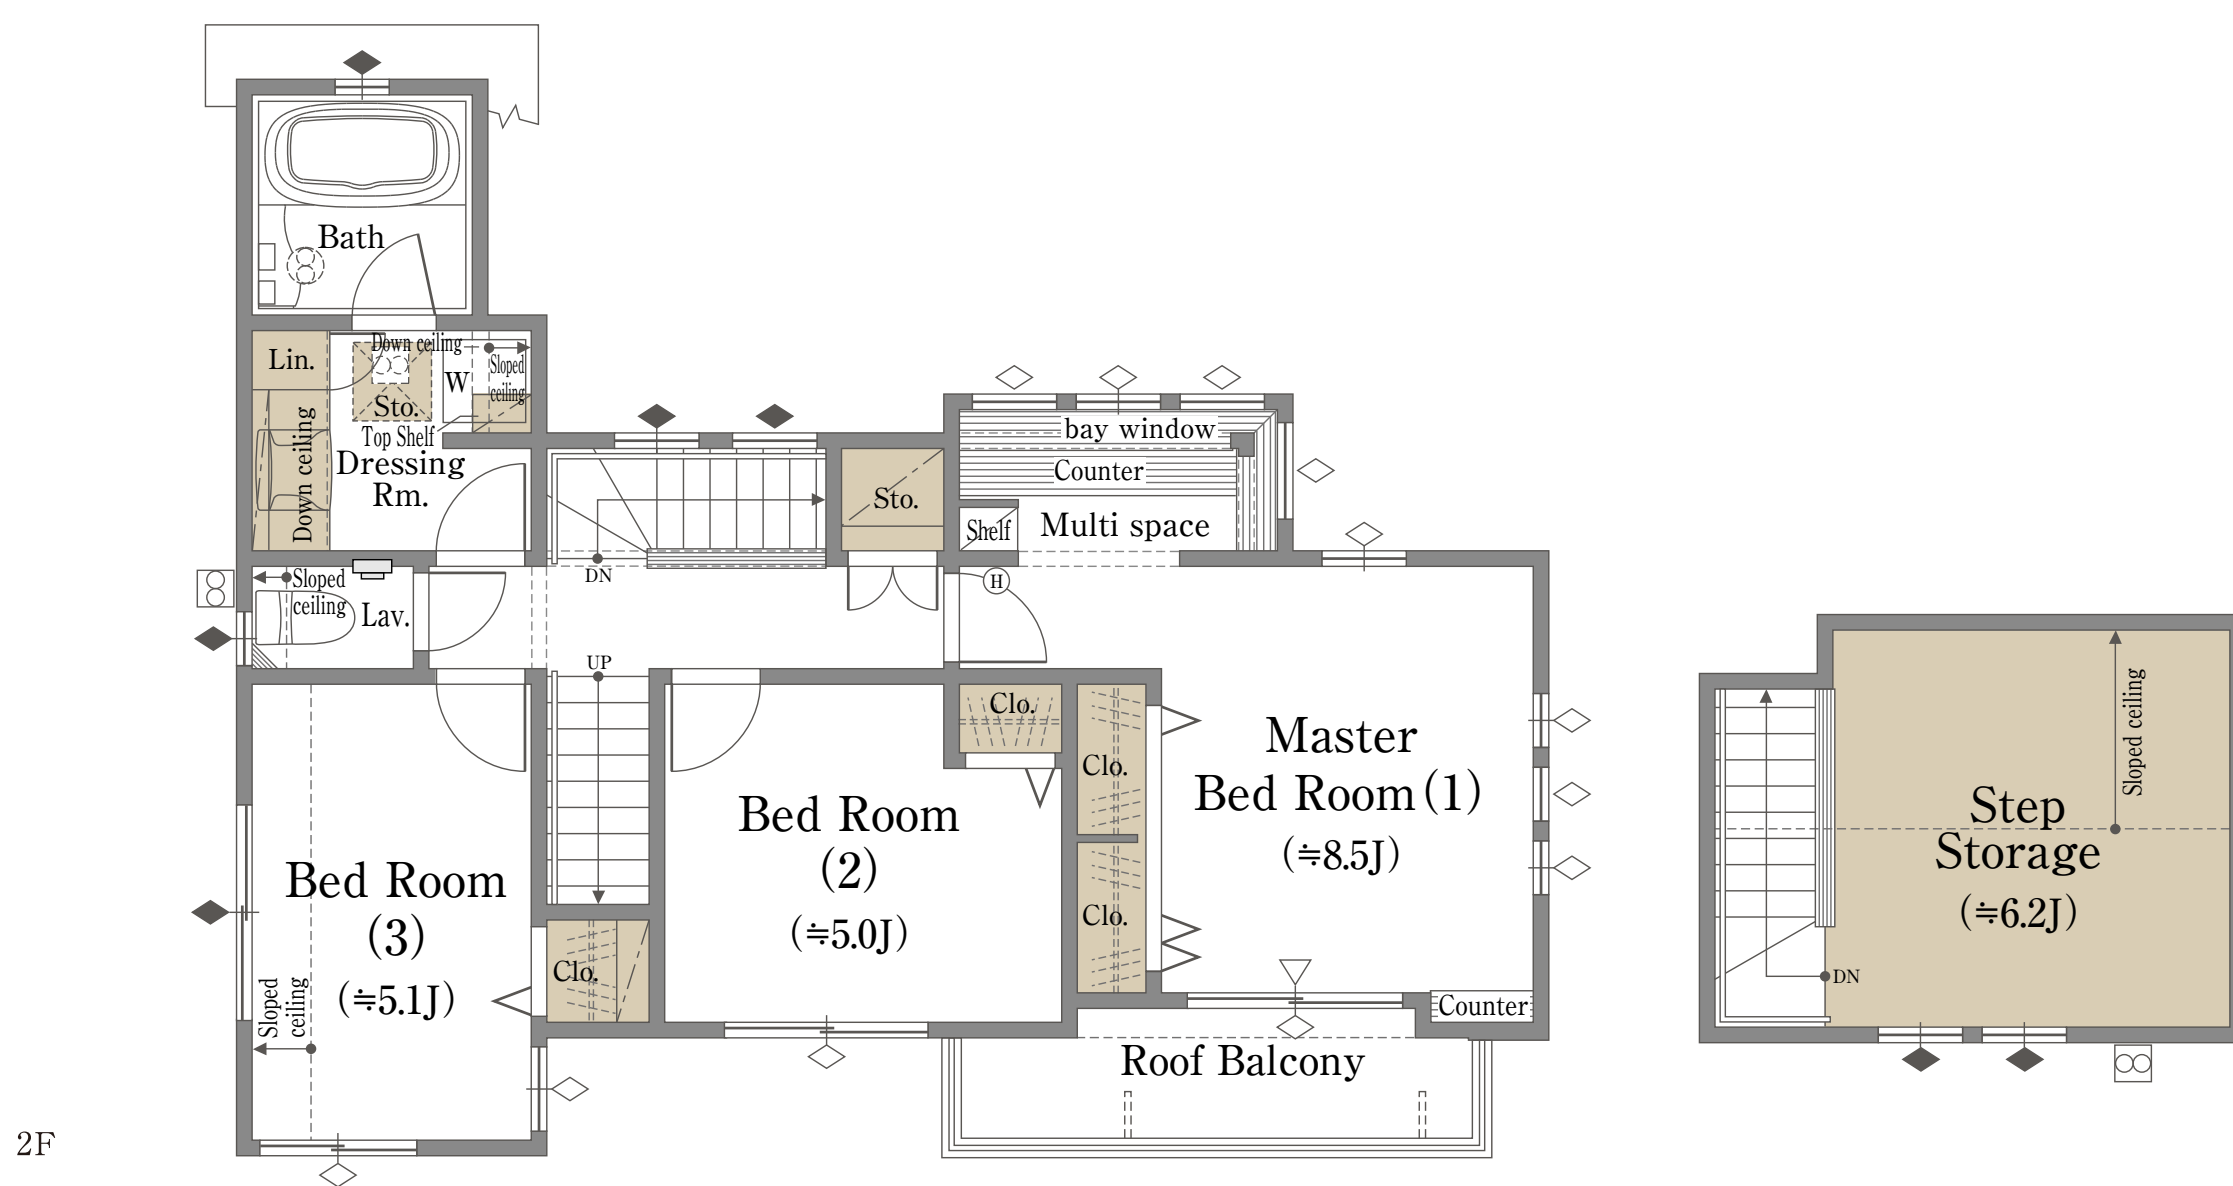 Bath
Down ceiling
Lin.
Sto.
W
Sloped
ceiling
Top Shelf
Down ceiling
Dressing
Rm.
bay window
Counter
Sto.
Shelf
Multi space
DN
H
Sloped
ceiling
Lav.
UP
Clo.
Clo.
Clo.
Master
Bed Room (1)
(≒8.5J)
Bed Room
(2)
(≒5.0J)
Bed Room
(3)
(≒5.1J)
Sloped
ceiling
Clo.
Counter
Roof Balcony
Sloped ceiling
Step
Storage
(≒6.2J)
DN
2F